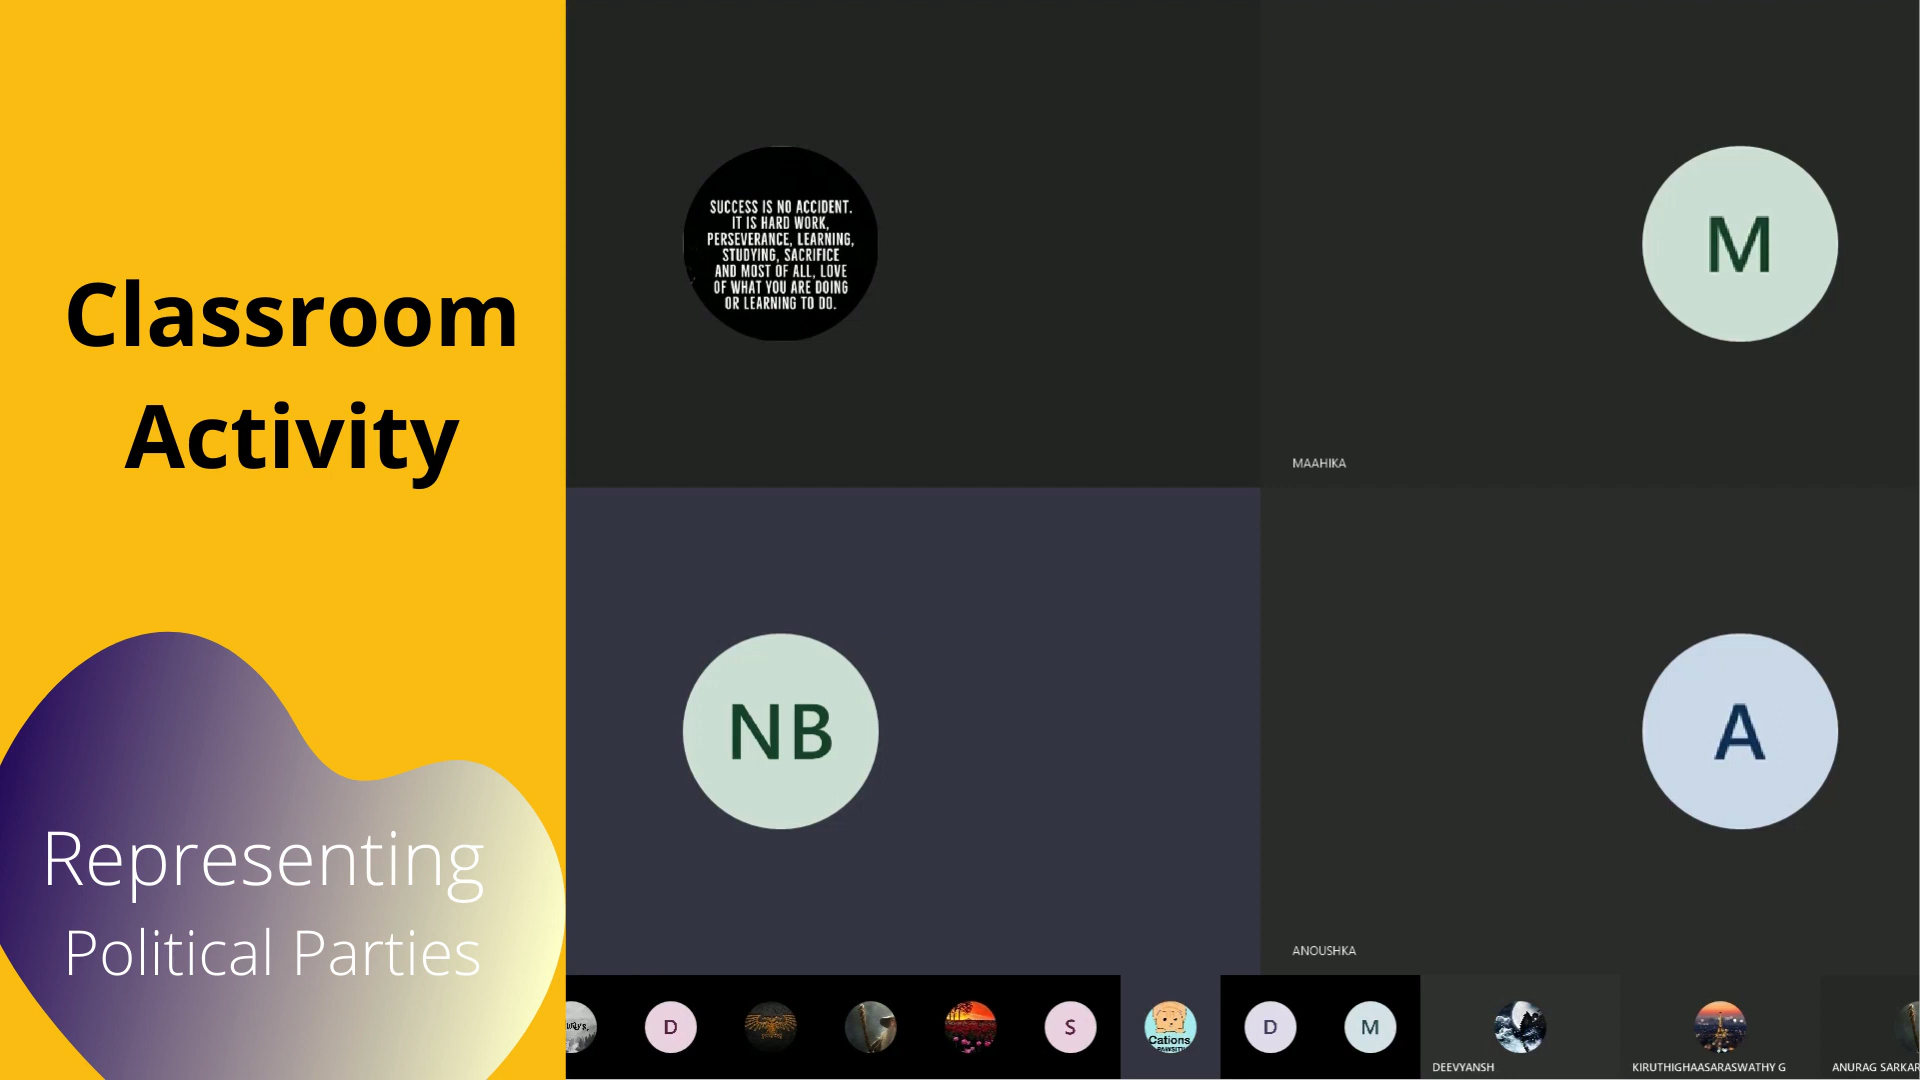 Classroom
Activity
Representing
Political Parties
SUCCESS IS NO ACCIDENT.
IT IS HARD WORK,
PERSEVERANCE, LEARNING,
STUDYING, SACRIFICE
AND MOST OF ALL, LOVE
OF WHAT YOU ARE DOING
OR LEARNING TO DO.
M
MAAHIKA
NB
A
ANOUSHKA
D
S
Cations
D
M
DEEVYANSH
KIRUTHIGHAASARASWATHY G
ANURAG SARKAR